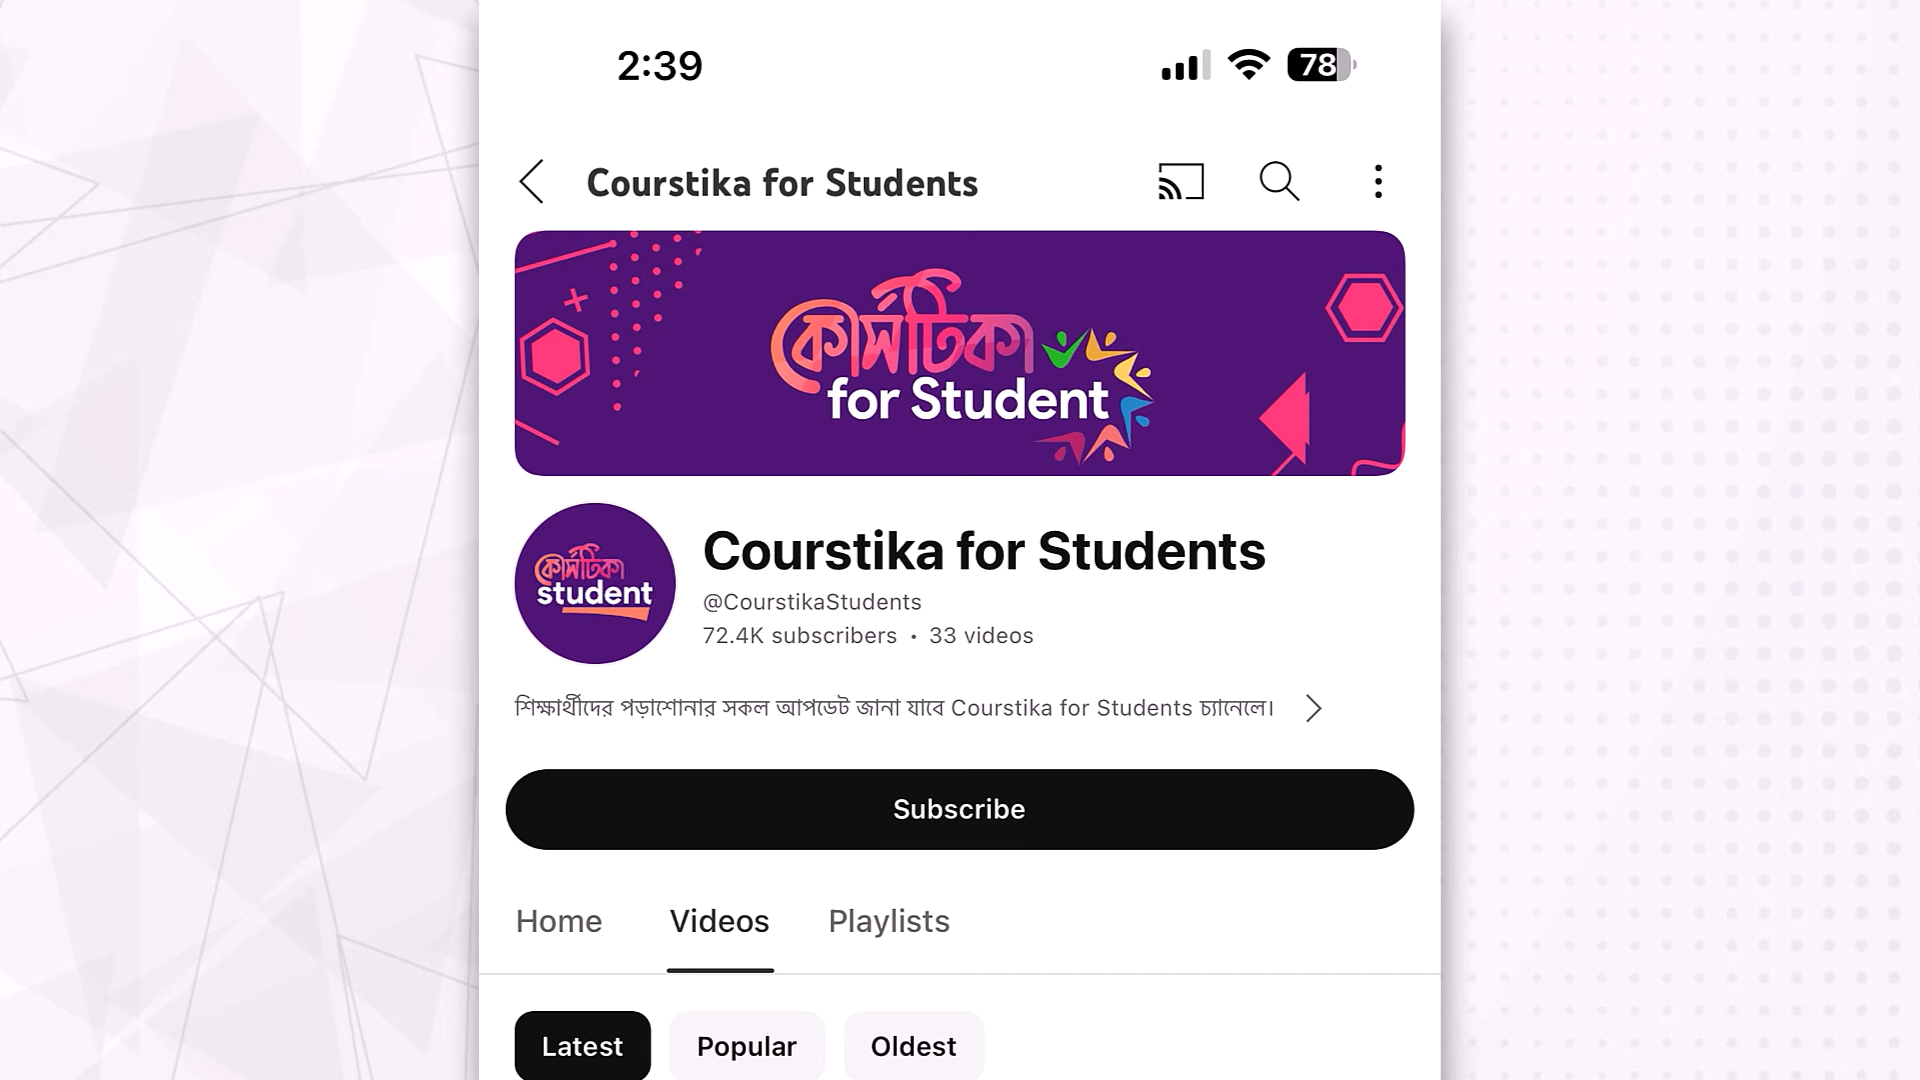 2:39
78
Courstika for Students
কোর্সটিকা
for Student
কোর্সটিকা
student
Courstika for Students
@CourstikaStudents
72.4K subscribers • 33 videos
শিক্ষার্থীদের পড়াশোনার সকল আপডেট জানা যাবে Courstika for Students চ্যানেলে।
Subscribe
Home Videos Playlists
Latest Popular Oldest